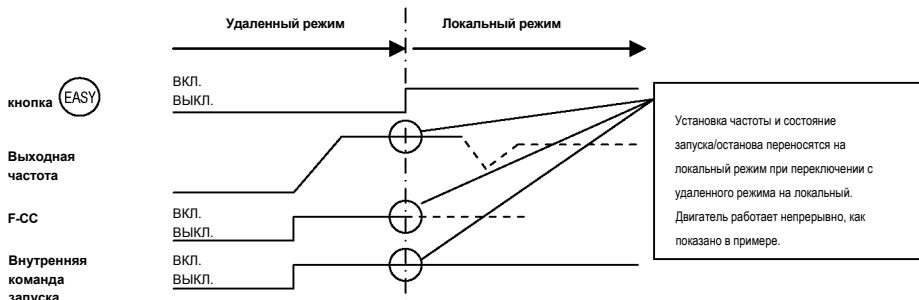 Удаленный режим
Локальный режим
кнопка EASY
ВКЛ.
ВЫКЛ.
Выходная
частота
F-CC
ВКЛ.
ВЫКЛ.
Внутренняя
команда
запуска
ВКЛ.
ВЫКЛ.
Установка частоты и состояние
запуска/останова переносятся на
локальный режим при переключении с
удаленного режима на локальный.
Двигатель работает непрерывно, как
показано в примере.